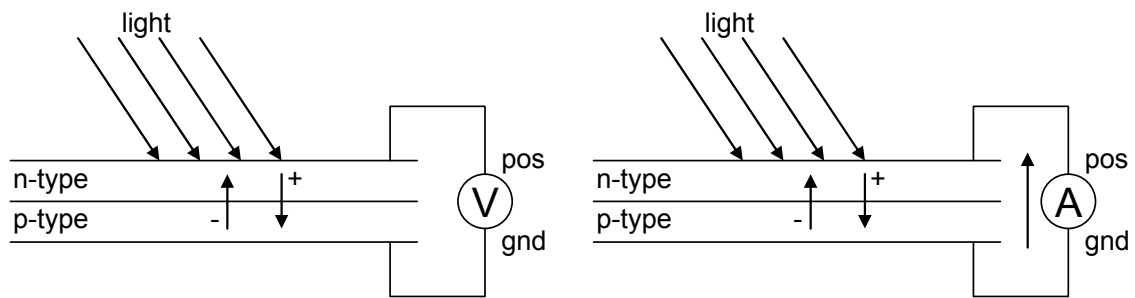 light
pos
n-type
+
V
p-type
-
gnd
light
pos
n-type
+
A
p-type
-
gnd